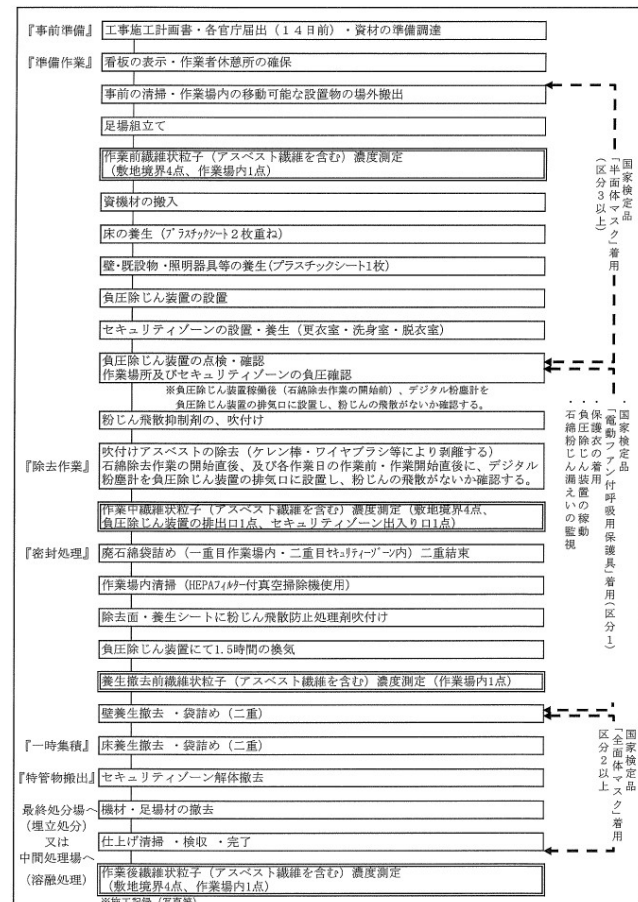 『事前準備』 工事施工計画書・各官庁届出（14日前）・資材の準備調達
『準備作業』 看板の表示・作業者休憩所の確保
事前の清掃・作業場内の移動可能な設置物の場外搬出
足場組立て
作業前繊維状粒子（アスベスト繊維を含む）濃度測定
（敷地境界4点、作業場内1点）
資機材の搬入
床の養生（プラスチックシート２枚重ね）
壁・既設物・照明器具等の養生(プラスチックシート1枚)
負圧除じん装置の設置
セキュリティゾーンの設置・養生（更衣室・洗身室・脱衣室）
負圧除じん装置の点検・確認
作業場所及びセキュリティゾーンの負圧確認
※負圧除じん装置稼働後（石綿除去作業の開始前）、デジタル粉塵計を
負圧除じん装置の排気口に設置し、粉じんの飛散がないか確認する。
粉じん飛散抑制剤の、吹付け
『除去作業』 吹付けアスベストの除去（ケレン棒・ワイヤブラシ等により剥離する）
石綿除去作業の開始直後、及び各作業日の作業前・作業開始直後に、デジタル
粉塵計を負圧除じん装置の排気口に設置し、粉じんの飛散がないか確認する。
作業中繊維状粒子（アスベスト繊維を含む）濃度測定（敷地境界4点、
負圧除じん装置の排出口1点、セキュリティゾーン出入り口1点）
『密封処理』 廃石綿袋詰め（一重目作業場内・二重目セキュリティーゾーン内）二重結束
作業場内清掃（HEPAフィルター付真空掃除機使用）
除去面・養生シートに粉じん飛散防止処理剤吹付け
負圧除じん装置にて1.5時間の換気
養生撤去前繊維状粒子（アスベスト繊維を含む）濃度測定（作業場内1点）
壁養生撤去 ・袋詰め（二重）
『一時集積』 床養生撤去 ・袋詰め（二重）
『特管物搬出』 セキュリティゾーン解体撤去
最終処分場へ 機材・足場材の撤去
（埋立処分）
又は 仕上げ清掃 ・検収 ・完了
中間処理場へ
（溶融処理） 作業後繊維状粒子（アスベスト繊維を含む）濃度測定
（敷地境界4点、作業場内1点）
※施工記録（写真等）
国家検定品
「半面体マスク」着用
（区分３以上）
・国家検定品
「電動ファン付呼吸用保護具」着用（区分1）
・保護衣の着用
・負圧除じん装置の稼動
・石綿粉じん漏えいの監視
国家検定品
「全面体マスク」着用
区分２以上